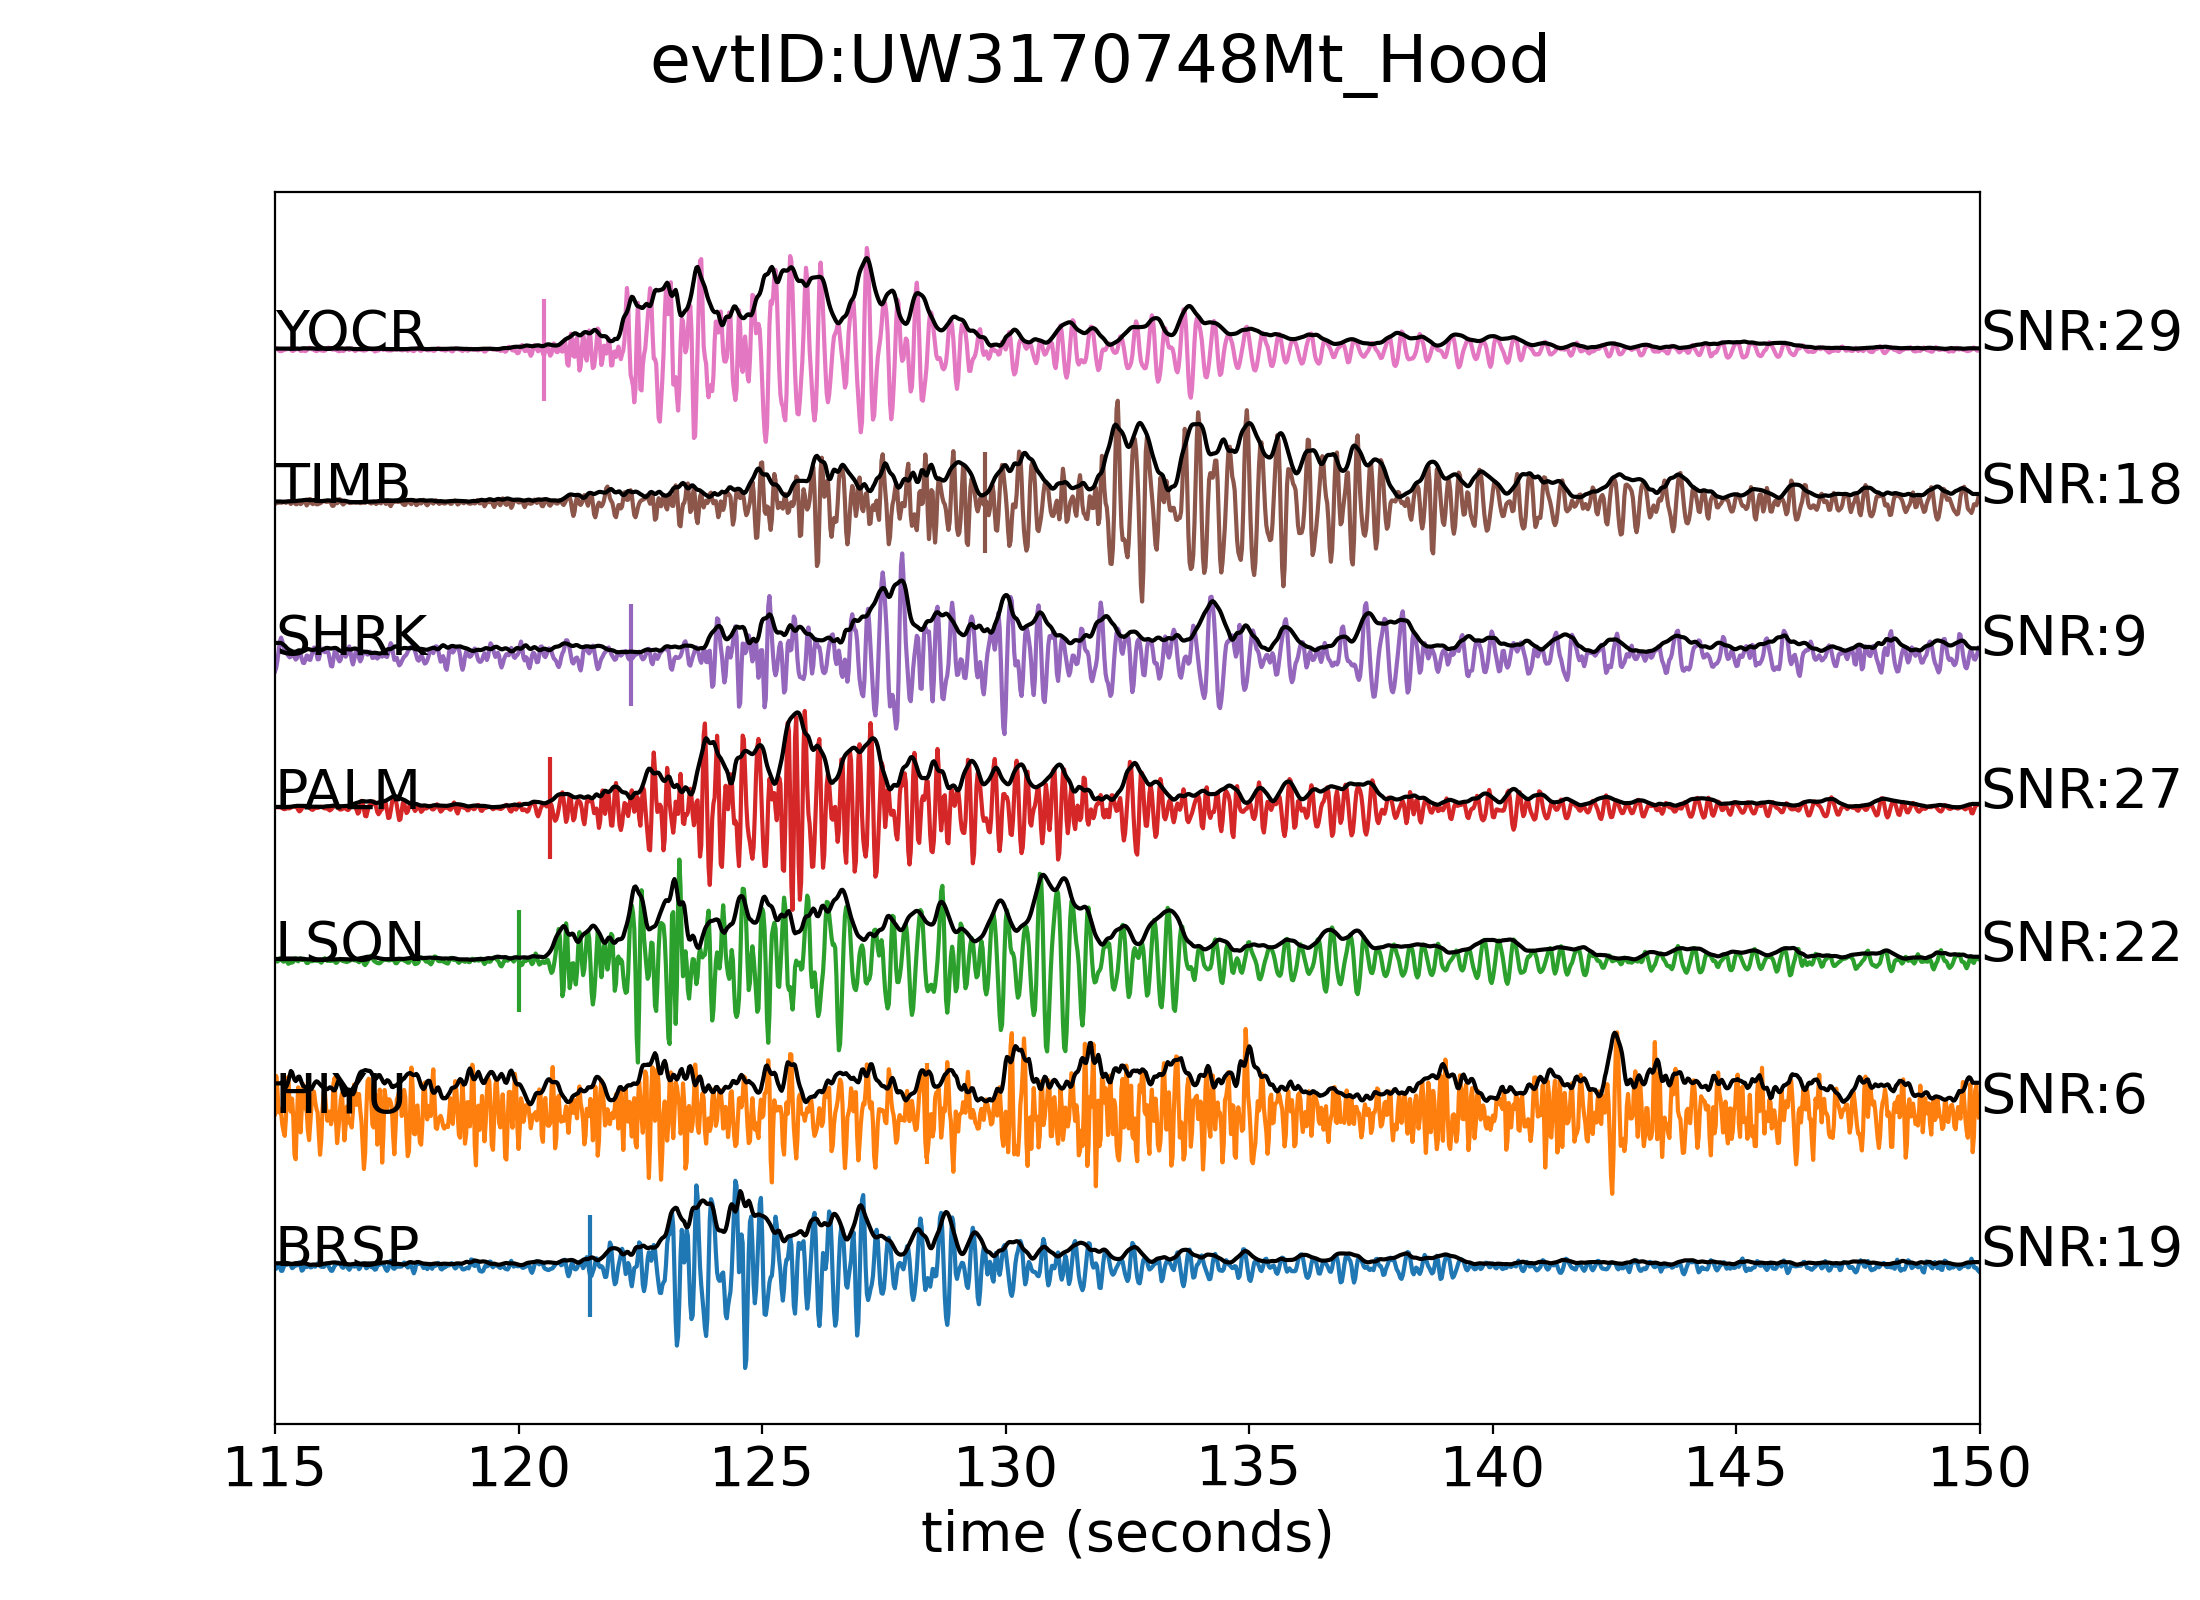 evtID:UW3170748Mt_Hood
YOCR SNR:29
TIMB SNR:18
SHRK SNR:9
PALM SNR:27
LSON SNR:22
HIYU SNR:6
BRSP SNR:19
115 120 125 130 135 140 145 150
time (seconds)